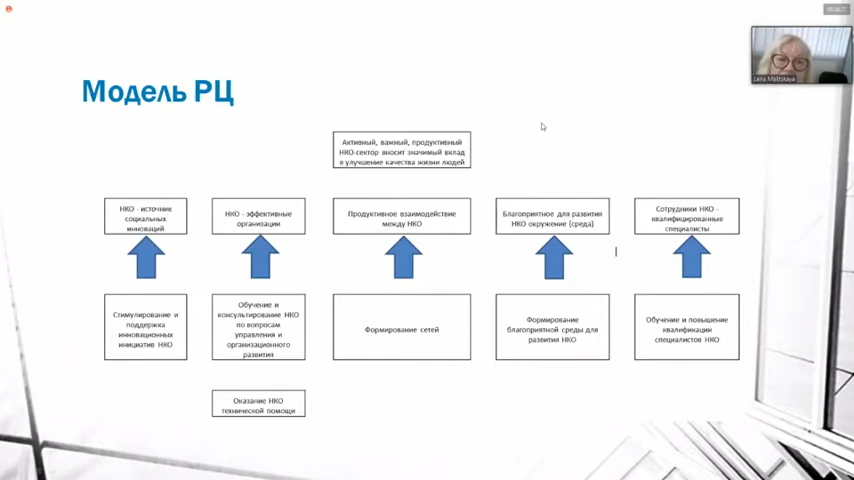 Модель РЦ
Lena Malitskaya
Активный, важный, продуктивный
НКО-сектор вносит значимый вклад
в улучшение качества жизни людей
НКО - источник
социальных
инноваций
НКО - эффективные
организации
Продуктивное взаимодействие
между НКО
Благоприятное для развития
НКО окружение (среда)
Сотрудники НКО -
квалифицированные
специалисты
Стимулирование и
поддержка
инновационных
инициатив НКО
Обучение и
консультирование НКО
по вопросам
управления и
организационного
развития
Формирование сетей
Формирование
благоприятной среды для
развития НКО
Обучение и повышение
квалификации
специалистов НКО
Оказание НКО
технической помощи